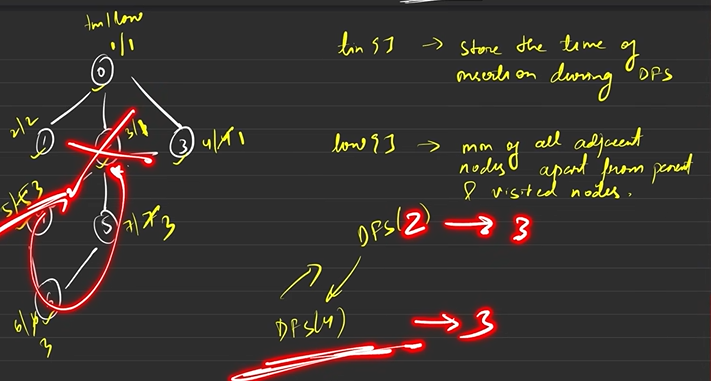 tm/low
1/1
0
2/2
1
3/1
3
4/4 1
5/5 3
5
7/7 3
6/6
3
tim [] → store the time of
insertion during DFS
low [] → min of all adjacent
nodes apart from parent
& visited nodes.
DFS(2) → 3
DFS(4) → 3